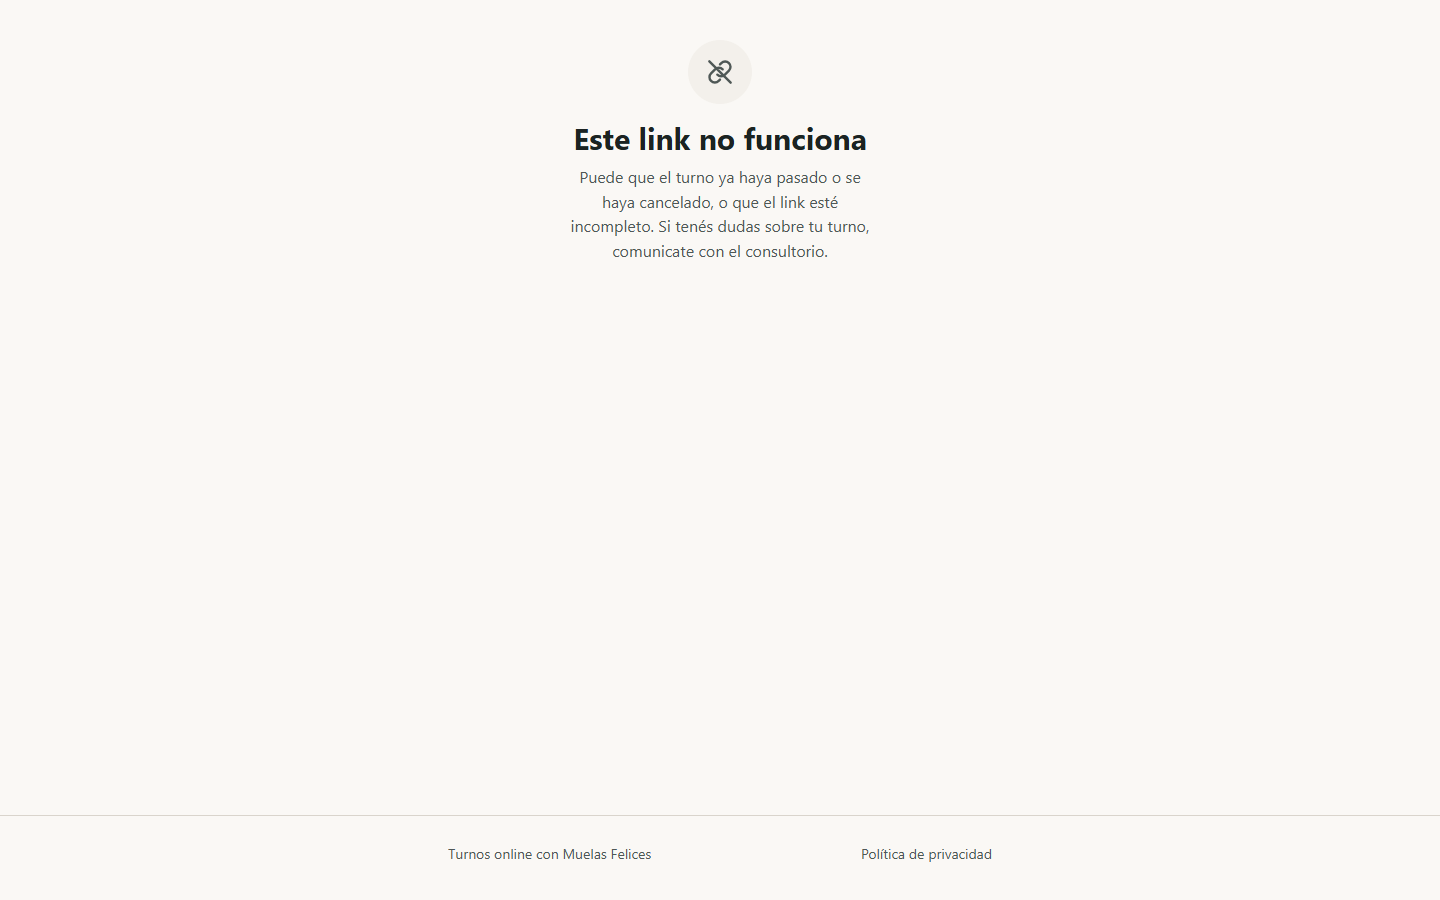 Este link no funciona
Puede que el turno ya haya pasado o se
haya cancelado, o que el link esté
incompleto. Si tenés dudas sobre tu turno,
comunicate con el consultorio.
Turnos online con Muelas Felices
Política de privacidad